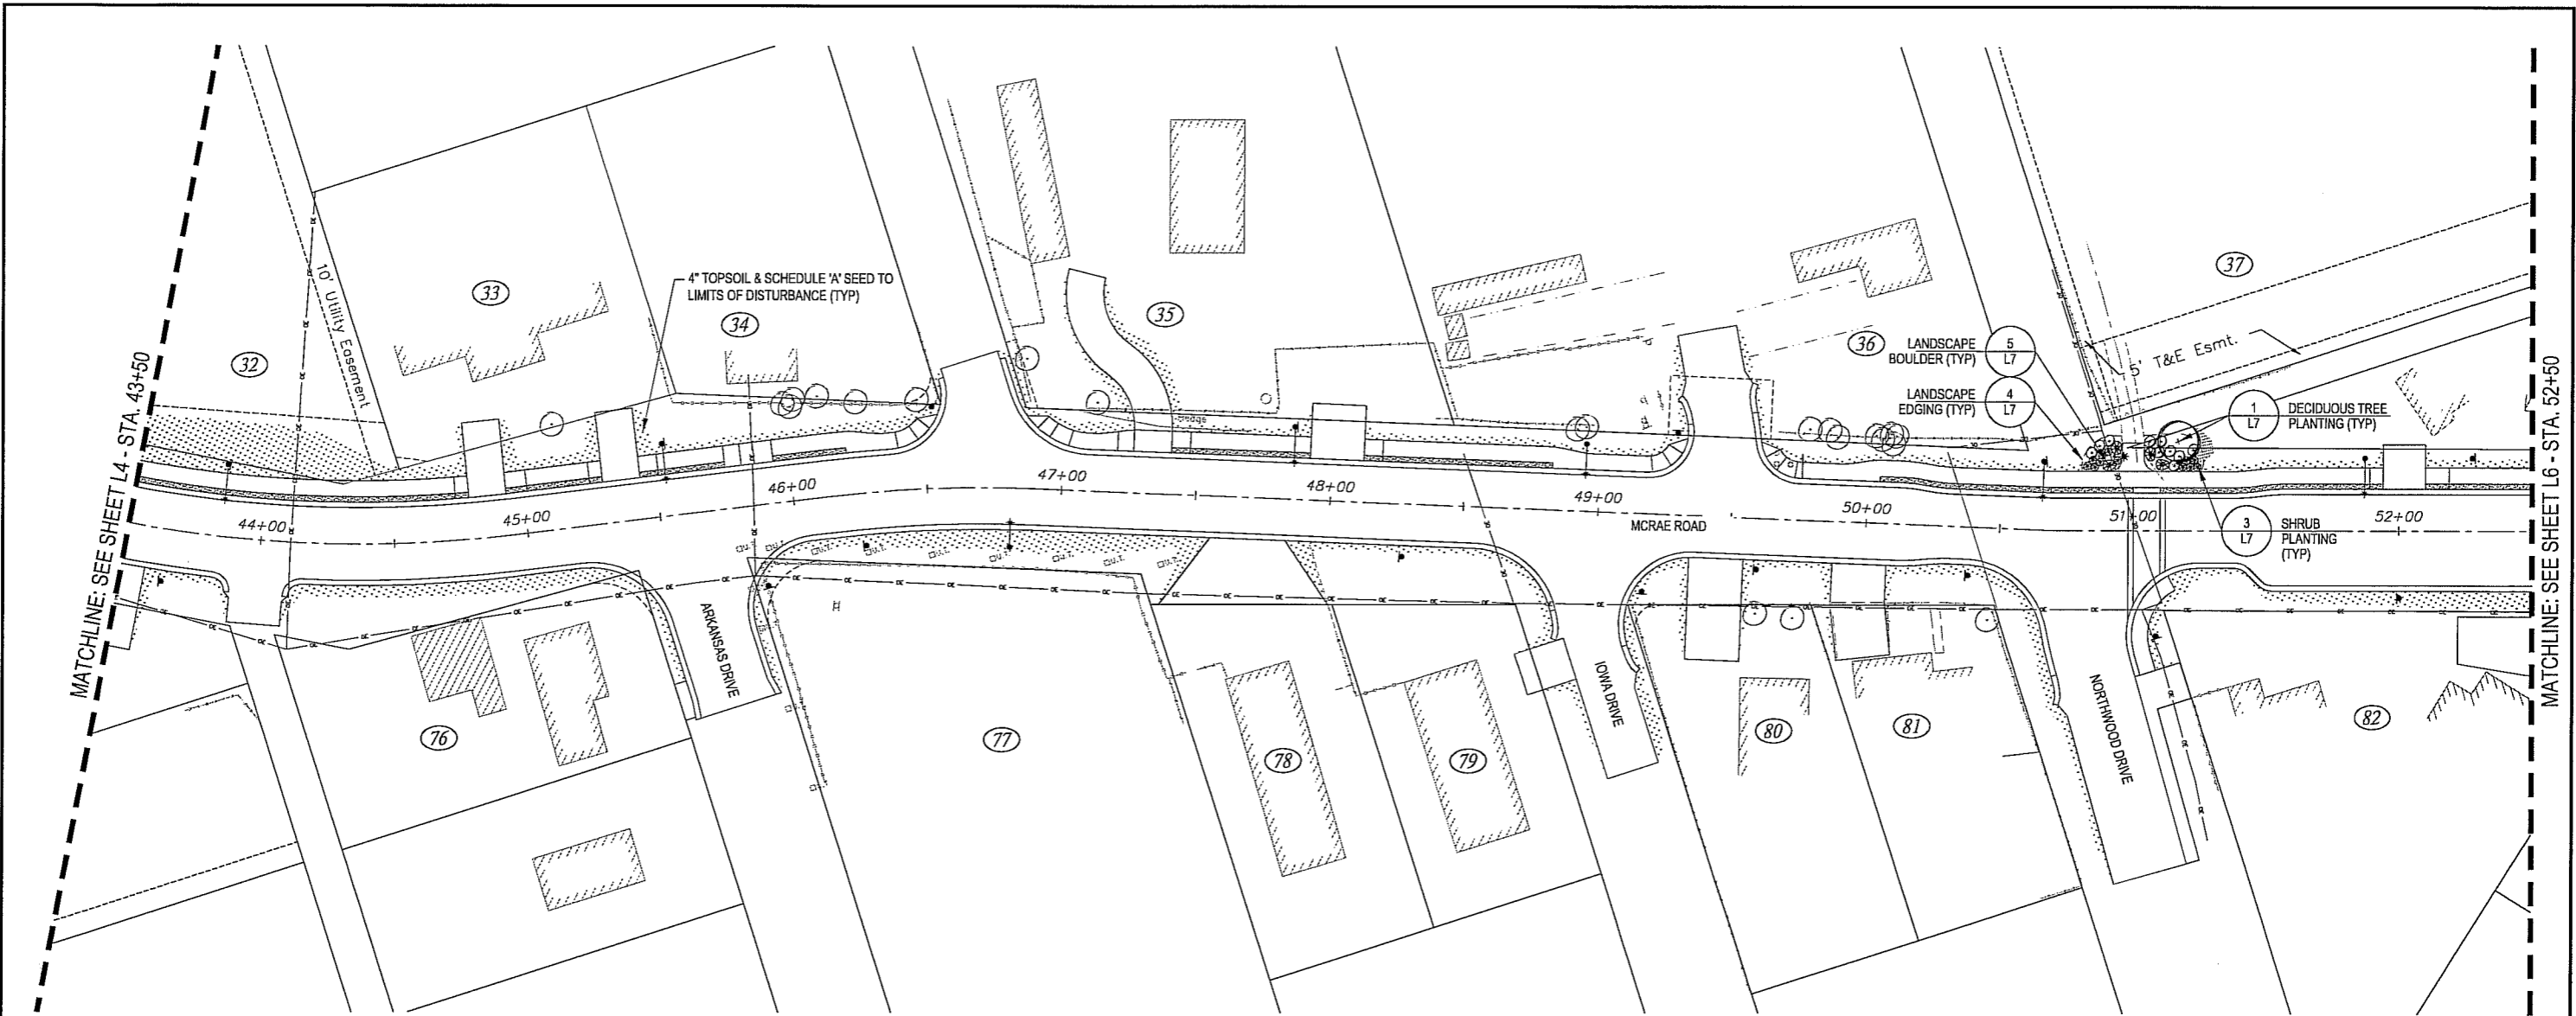 MATCHLINE: SEE SHEET L4 - STA. 43+50
32
10' Utility Easement
33
4" TOPSOIL & SCHEDULE 'A' SEED TO
LIMITS OF DISTURBANCE (TYP)
34
35
36
LANDSCAPE
BOULDER (TYP)
5
L7
LANDSCAPE
EDGING (TYP)
4
L7
37
5' T&E Esmt.
1
L7
DECIDUOUS TREE
PLANTING (TYP)
3
L7
SHRUB
PLANTING
(TYP)
hedge
44+00
45+00
46+00
47+00
48+00
49+00
50+00
51+00
52+00
MCRAE ROAD
ARKANSAS DRIVE
IOWA DRIVE
NORTHWOOD DRIVE
76
77
78
79
80
81
82
MATCHLINE: SEE SHEET L6 - STA. 52+50